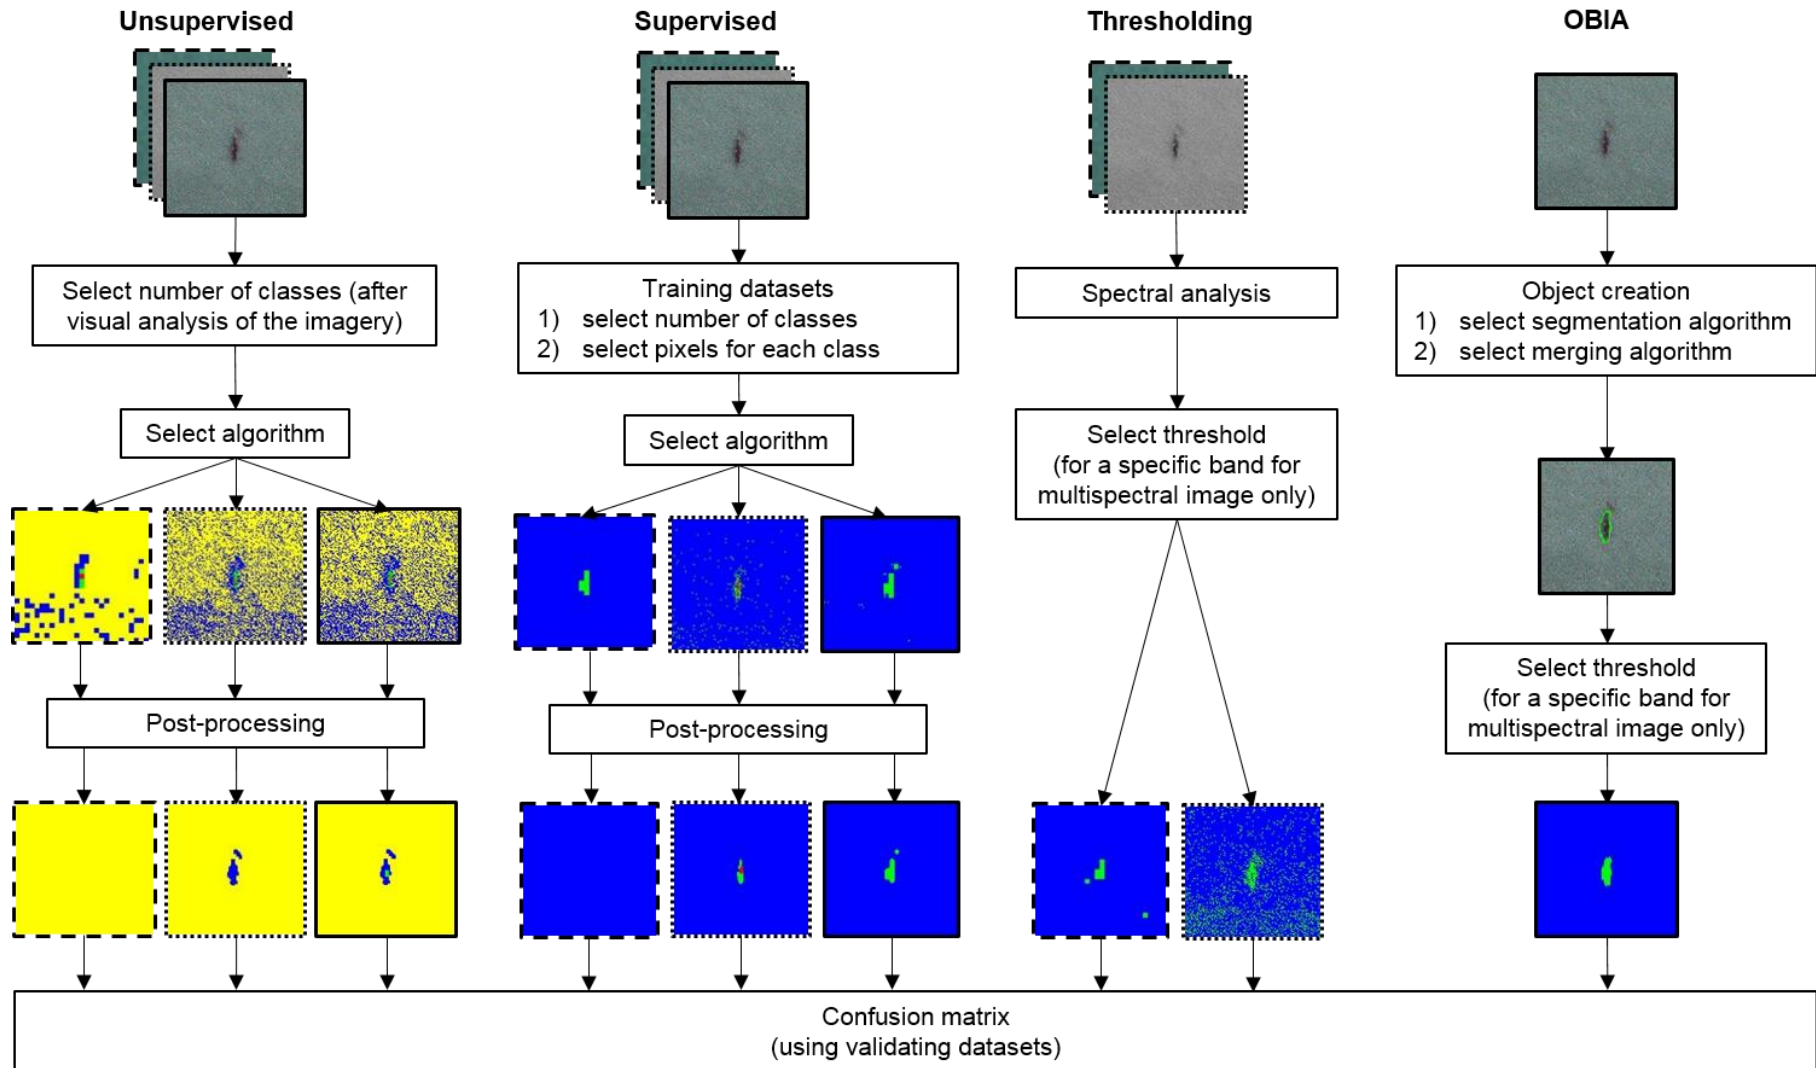 Unsupervised
Supervised
Thresholding
OBIA
Select number of classes (after
visual analysis of the imagery)
Training datasets
1) select number of classes
2) select pixels for each class
Spectral analysis
Object creation
1) select segmentation algorithm
2) select merging algorithm
Select algorithm
Select algorithm
Select threshold
(for a specific band for
multispectral image only)
Select threshold
(for a specific band for
multispectral image only)
Post-processing
Post-processing
Confusion matrix
(using validating datasets)